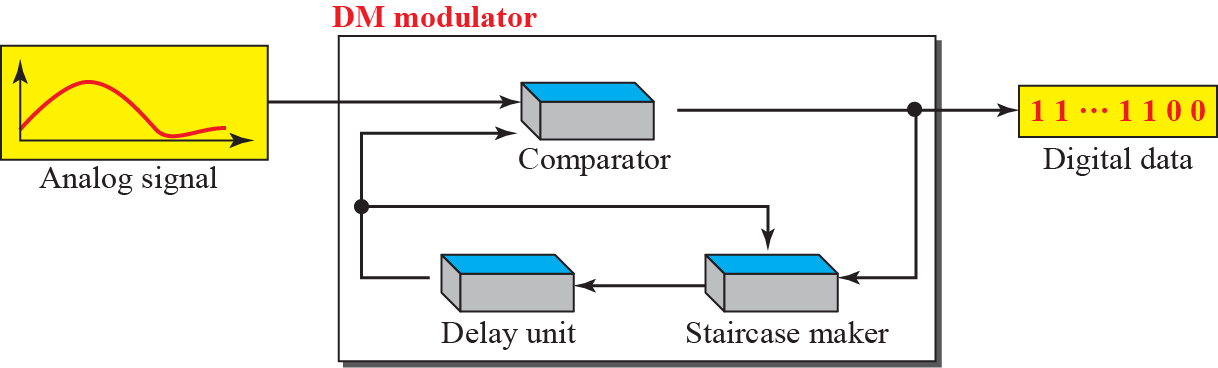 DM modulator
Analog signal
Comparator
11 ··· 1100
Digital data
Delay unit
Staircase maker